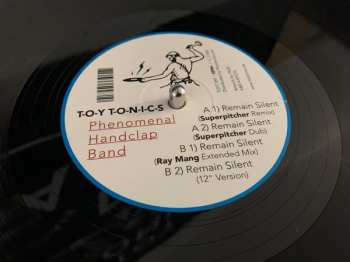 T-O-Y T-O-N-I-C-S
Phenomenal
Handclap
Band
A 1) Remain Silent
(Superpitcher Remix)
A 2) Remain Silent
(Superpitcher Dub)
B 1) Remain Silent
(Ray Mang Extended Mix)
B 2) Remain Silent
(12" Version)